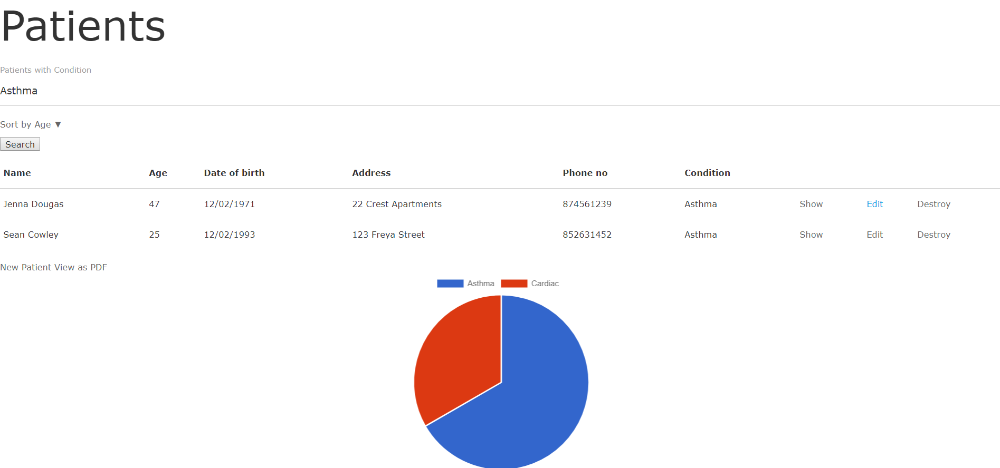 Patients
Patients with Condition
Asthma
Sort by Age ▼
Search
Name Age Date of birth Address Phone no Condition
Jenna Dougas 47 12/02/1971 22 Crest Apartments 874561239 Asthma Show Edit Destroy
Sean Cowley 25 12/02/1993 123 Freya Street 852631452 Asthma Show Edit Destroy
New Patient View as PDF
Asthma Cardiac